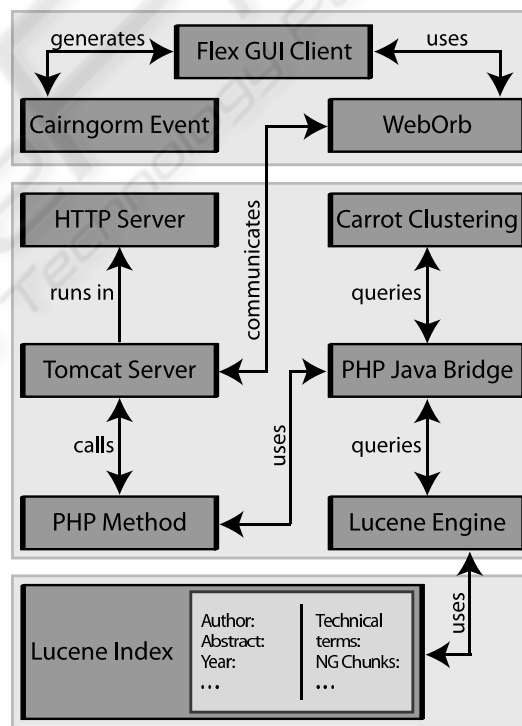 generates
Flex GUI Client
uses
Cairngorm Event
WebOrb
communicates
HTTP Server
Carrot Clustering
runs in
queries
Tomcat Server
PHP Java Bridge
calls
uses
queries
PHP Method
Lucene Engine
uses
Lucene Index
Author:
Abstract:
Year:
...
Technical
terms:
NG Chunks:
...
Technology